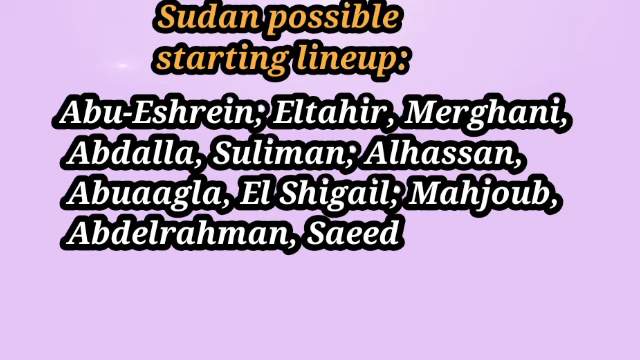 Sudan possible
starting lineup:
Abu-Eshrein; Eltahir, Merghani,
Abdalla, Suliman; Alhassan,
Abuaagla, El Shigail; Mahjoub,
Abdelrahman, Saeed